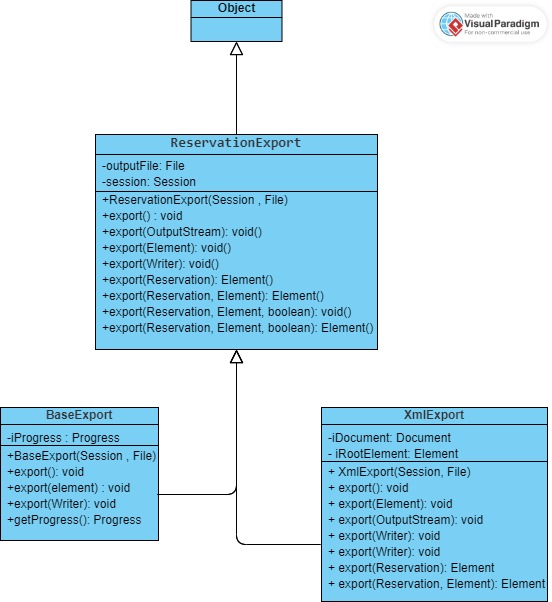 Object
Made with
VisualParadigm
For non-commercial use
ReservationExport
-outputFile: File
-session: Session
+ReservationExport(Session , File)
+export() : void
+export(OutputStream): void()
+export(Element): void()
+export(Writer): void()
+export(Reservation): Element()
+export(Reservation, Element): Element()
+export(Reservation, Element, boolean): void()
+export(Reservation, Element, boolean): Element()
BaseExport
-iProgress : Progress
+BaseExport(Session , File)
+export(): void
+export(element) : void
+export(Writer): void
+getProgress(): Progress
XmlExport
-iDocument: Document
- iRootElement: Element
+ XmlExport(Session, File)
+ export(): void
+ export(Element): void
+ export(OutputStream): void
+ export(Writer): void
+ export(Writer): void
+ export(Reservation): Element
+ export(Reservation, Element): Element